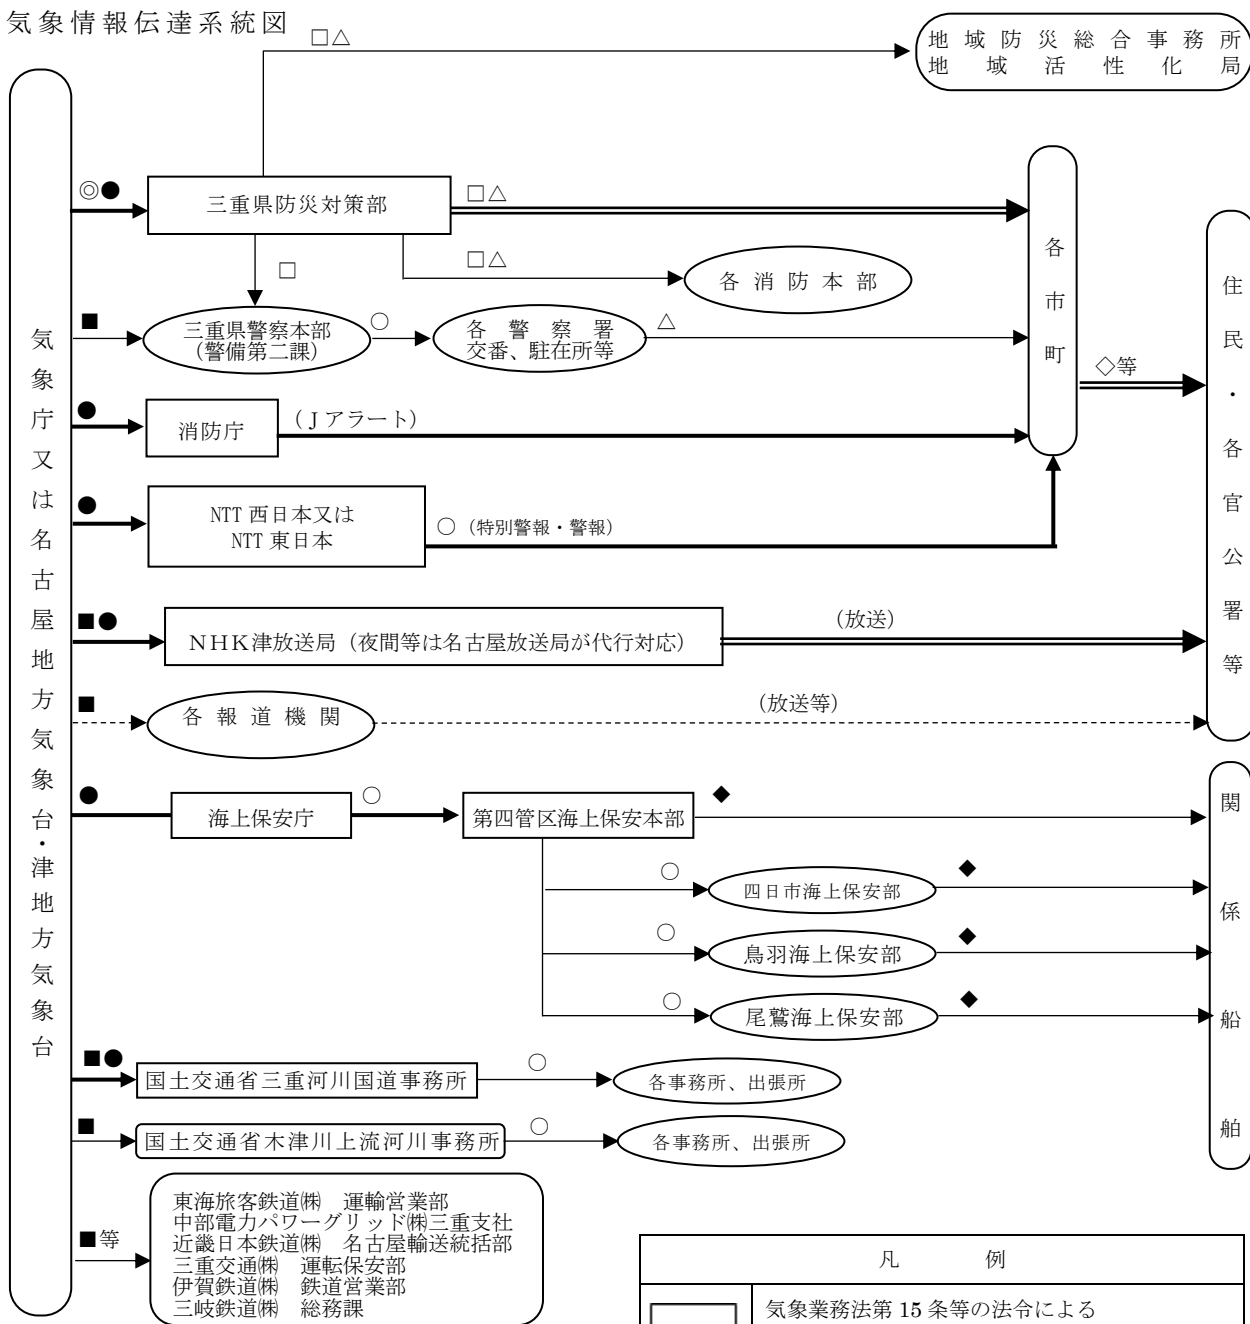 気象情報伝達系統図
□△
地域防災総合事務所
地域活性化局
◎●
三重県防災対策部
□△
□
□△
各消防本部
■
三重県警察本部
(警備第二課)
○
各警察署
交番、駐在所等
△
各市町
◇等
●
消防庁
(Jアラート)
●
NTT 西日本又は
NTT 東日本
○ (特別警報・警報)
■●
NHK津放送局(夜間等は名古屋放送局が代行対応)
(放送)
■
各報道機関
(放送等)
気象庁又は名古屋地方気象台・津地方気象台
住民・各官公署等
●
海上保安庁
○
第四管区海上保安本部
◆
○
四日市海上保安部
◆
○
鳥羽海上保安部
◆
○
尾鷲海上保安部
◆
関係船舶
■●
国土交通省三重河川国道事務所
○
各事務所、出張所
■
国土交通省木津川上流河川事務所
○
各事務所、出張所
■等
東海旅客鉄道㈱ 運輸営業部
中部電力パワーグリッド㈱三重支社
近畿日本鉄道㈱ 名古屋輸送統括部
三重交通㈱ 運転保安部
伊賀鉄道㈱ 鉄道営業部
三岐鉄道㈱ 総務課
凡例
気象業務法第 15 条等の法令による